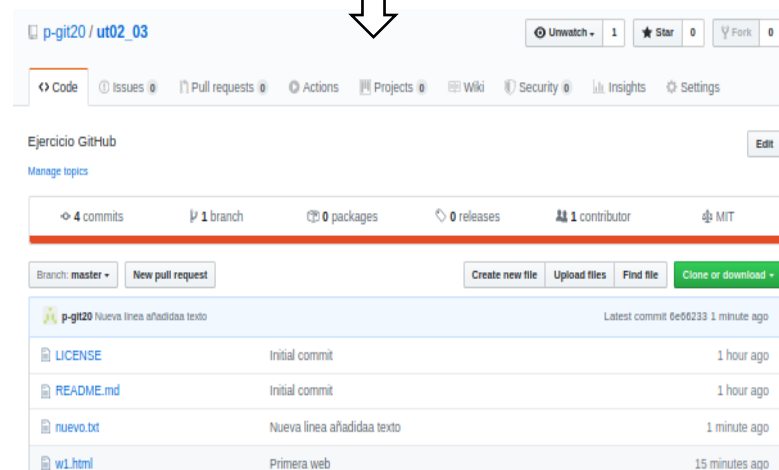 p-git20 / ut02_03 Unwatch 1 Star 0 Fork 0
Code Issues 0 Pull requests 0 Actions Projects 0 Wiki Security 0 Insights Settings
Ejercicio GitHub Edit
Manage topics
4 commits 1 branch 0 packages 0 releases 1 contributor MIT
Branch: master New pull request Create new file Upload files Find file Clone or download
p-git20 Nueva linea añadidaa texto Latest commit 6e66233 1 minute ago
LICENSE Initial commit 1 hour ago
README.md Initial commit 1 hour ago
nuevo.txt Nueva linea añadidaa texto 1 minute ago
w1.html Primera web 15 minutes ago